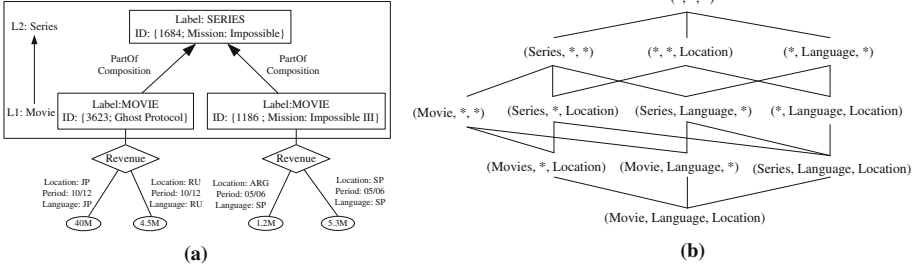 L2: Series
L1: Movie
Label: SERIES
ID: {1684; Mission: Impossible}
PartOf
Composition
PartOf
Composition
Label:MOVIE
ID: {3623; Ghost Protocol}
Label:MOVIE
ID: {1186 ; Mission: Impossible III}
Revenue
Revenue
Location: JP
Period: 10/12
Language: JP
Location: RU
Period: 10/12
Language: RU
Location: ARG
Period: 05/06
Language: SP
Location: SP
Period: 05/06
Language: SP
40M
4.5M
1.2M
5.3M
(a)
(Series, *, *)
(*, *, Location)
(*, Language, *)
(Movie, *, *)
(Series, *, Location)
(Series, Language, *)
(*, Language, Location)
(Movies, *, Location)
(Movie, Language, *)
(Series, Language, Location)
(Movie, Language, Location)
(b)